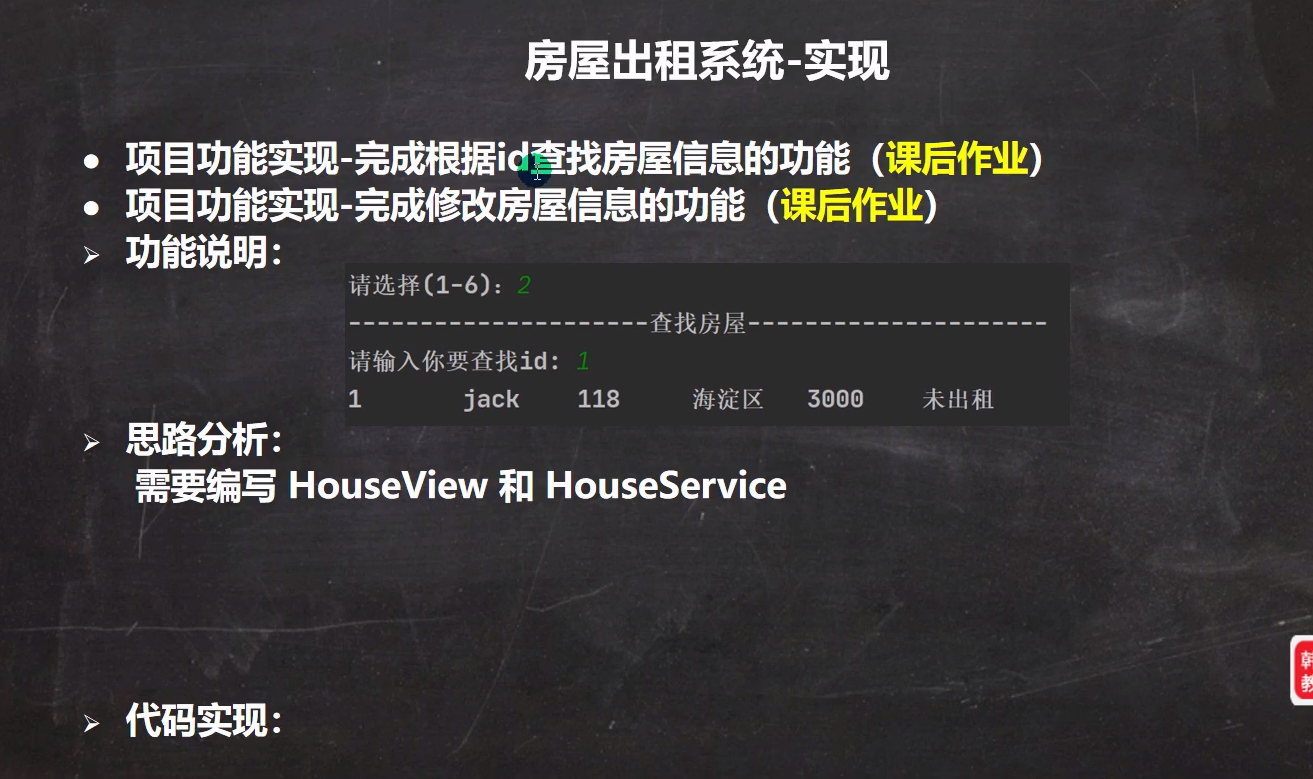 房屋出租系统-实现
● 项目功能实现-完成根据id查找房屋信息的功能（课后作业）
● 项目功能实现-完成修改房屋信息的功能（课后作业）
➢ 功能说明：
请选择(1-6)：2
---------------------查找房屋---------------------
请输入你要查找id: 1
1 jack 118 海淀区 3000 未出租
➢ 思路分析：
需要编写 HouseView 和 HouseService
➢ 代码实现：